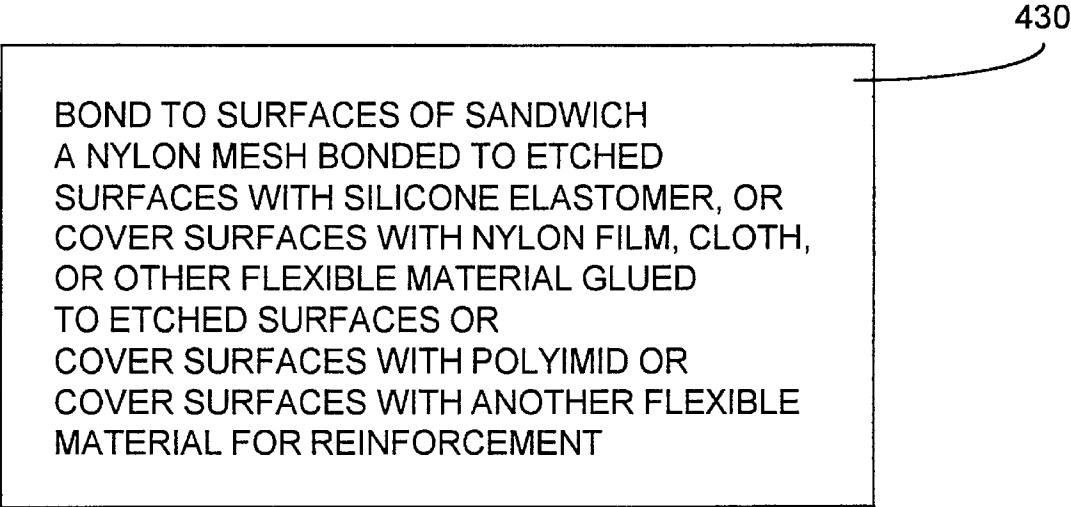 430
BOND TO SURFACES OF SANDWICH
A NYLON MESH BONDED TO ETCHED
SURFACES WITH SILICONE ELASTOMER, OR
COVER SURFACES WITH NYLON FILM, CLOTH,
OR OTHER FLEXIBLE MATERIAL GLUED
TO ETCHED SURFACES OR
COVER SURFACES WITH POLYIMID OR
COVER SURFACES WITH ANOTHER FLEXIBLE
MATERIAL FOR REINFORCEMENT